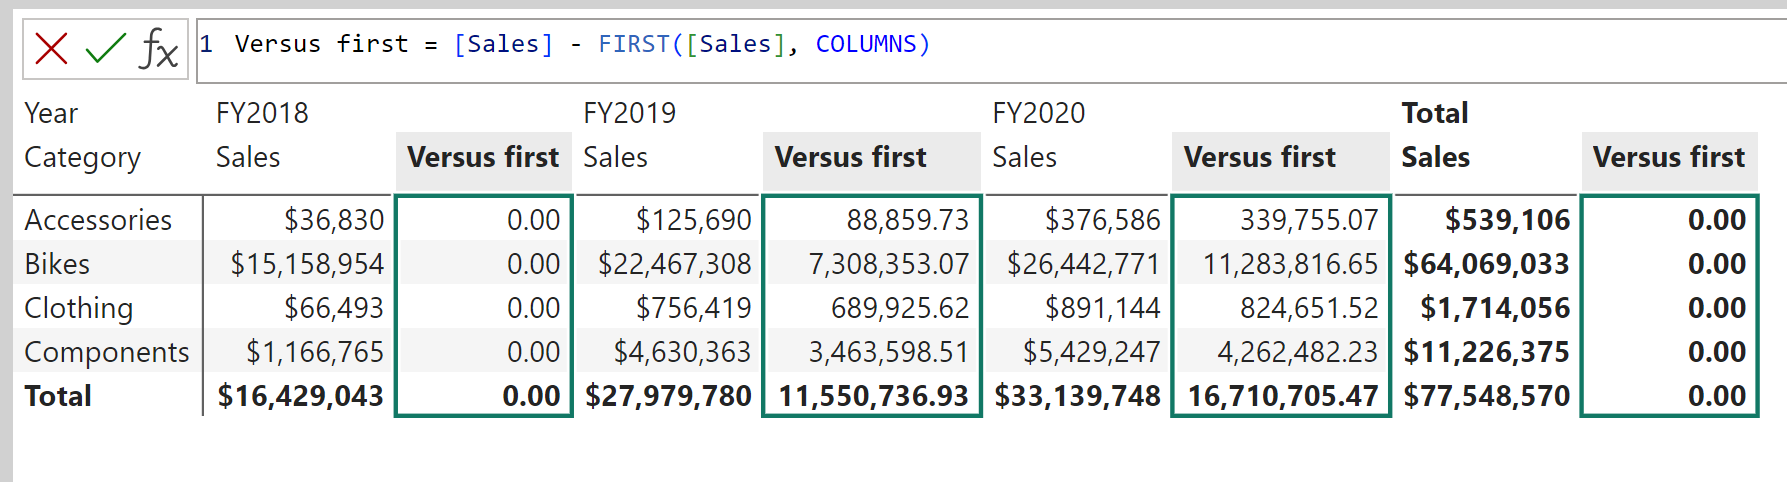 1 Versus first = [Sales] - FIRST([Sales], COLUMNS)
Year FY2018 FY2019 FY2020 Total
Category Sales Versus first Sales Versus first Sales Versus first Sales Versus first
Accessories $36,830 0.00 $125,690 88,859.73 $376,586 339,755.07 $539,106 0.00
Bikes $15,158,954 0.00 $22,467,308 7,308,353.07 $26,442,771 11,283,816.65 $64,069,033 0.00
Clothing $66,493 0.00 $756,419 689,925.62 $891,144 824,651.52 $1,714,056 0.00
Components $1,166,765 0.00 $4,630,363 3,463,598.51 $5,429,247 4,262,482.23 $11,226,375 0.00
Total $16,429,043 0.00 $27,979,780 11,550,736.93 $33,139,748 16,710,705.47 $77,548,570 0.00